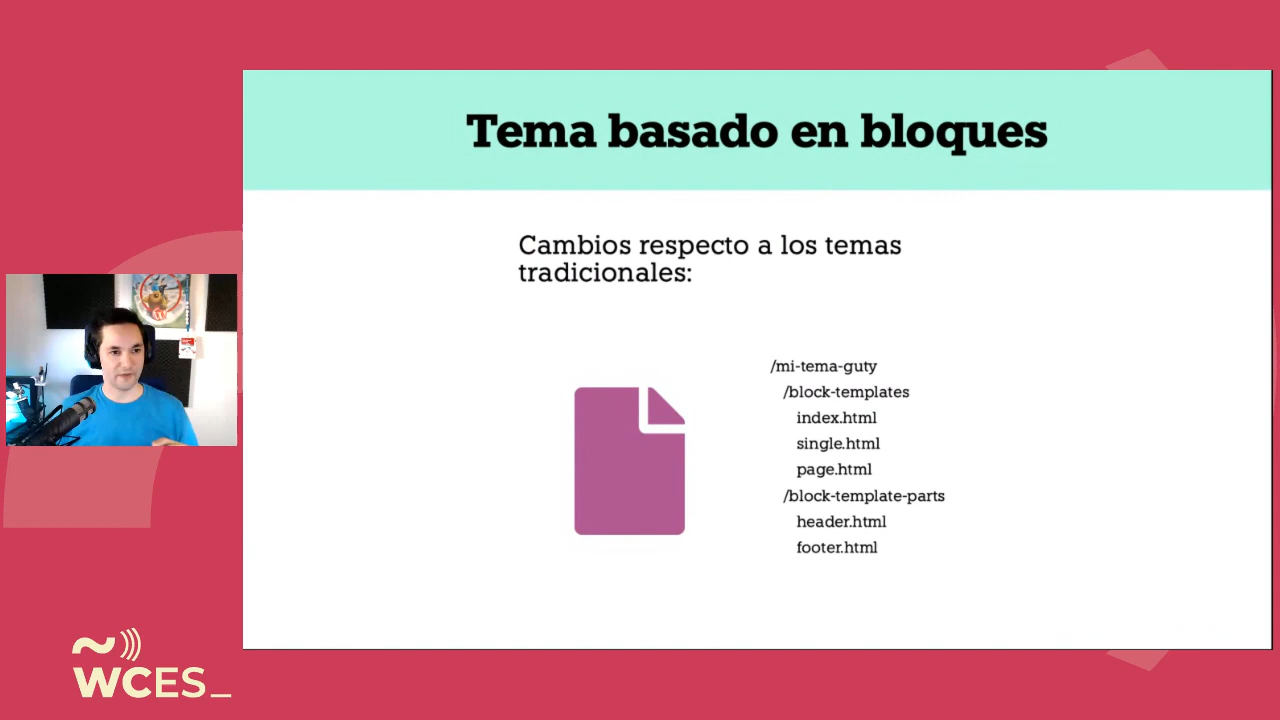 Tema basado en bloques
Cambios respecto a los temas
tradicionales:
/mi-tema-guty
/block-templates
index.html
single.html
page.html
/block-template-parts
header.html
footer.html
~
WCES_